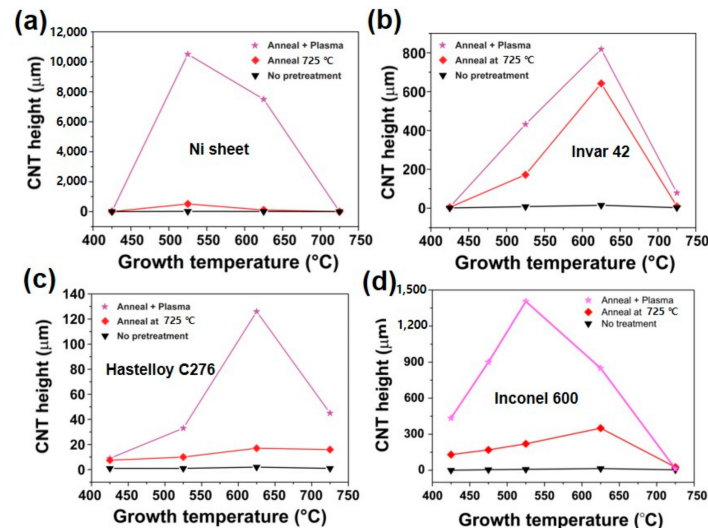 (a)
12,000
10,000
8,000
6,000
4,000
2,000
0
CNT height (μm)
Anneal + Plasma
Anneal 725 ℃
No pretreatment
Ni sheet
400 450 500 550 600 650 700 750
Growth temperature (°C)
(b)
800
600
400
200
0
CNT height (μm)
Anneal + Plasma
Anneal at 725 ℃
No pretreatment
Invar 42
400 450 500 550 600 650 700 750
Growth temperature (°C)
(c)
140
120
100
80
60
40
20
0
CNT height (μm)
Anneal + Plasma
Anneal at 725 ℃
No pretreatment
Hastelloy C276
400 450 500 550 600 650 700 750
Growth temperature (°C)
(d)
1,500
1,200
900
600
300
0
CNT height (μm)
Anneal + Plasma
Anneal at 725 ℃
No treatment
Inconel 600
400 450 500 550 600 650 700 750
Growth temperature (°C)